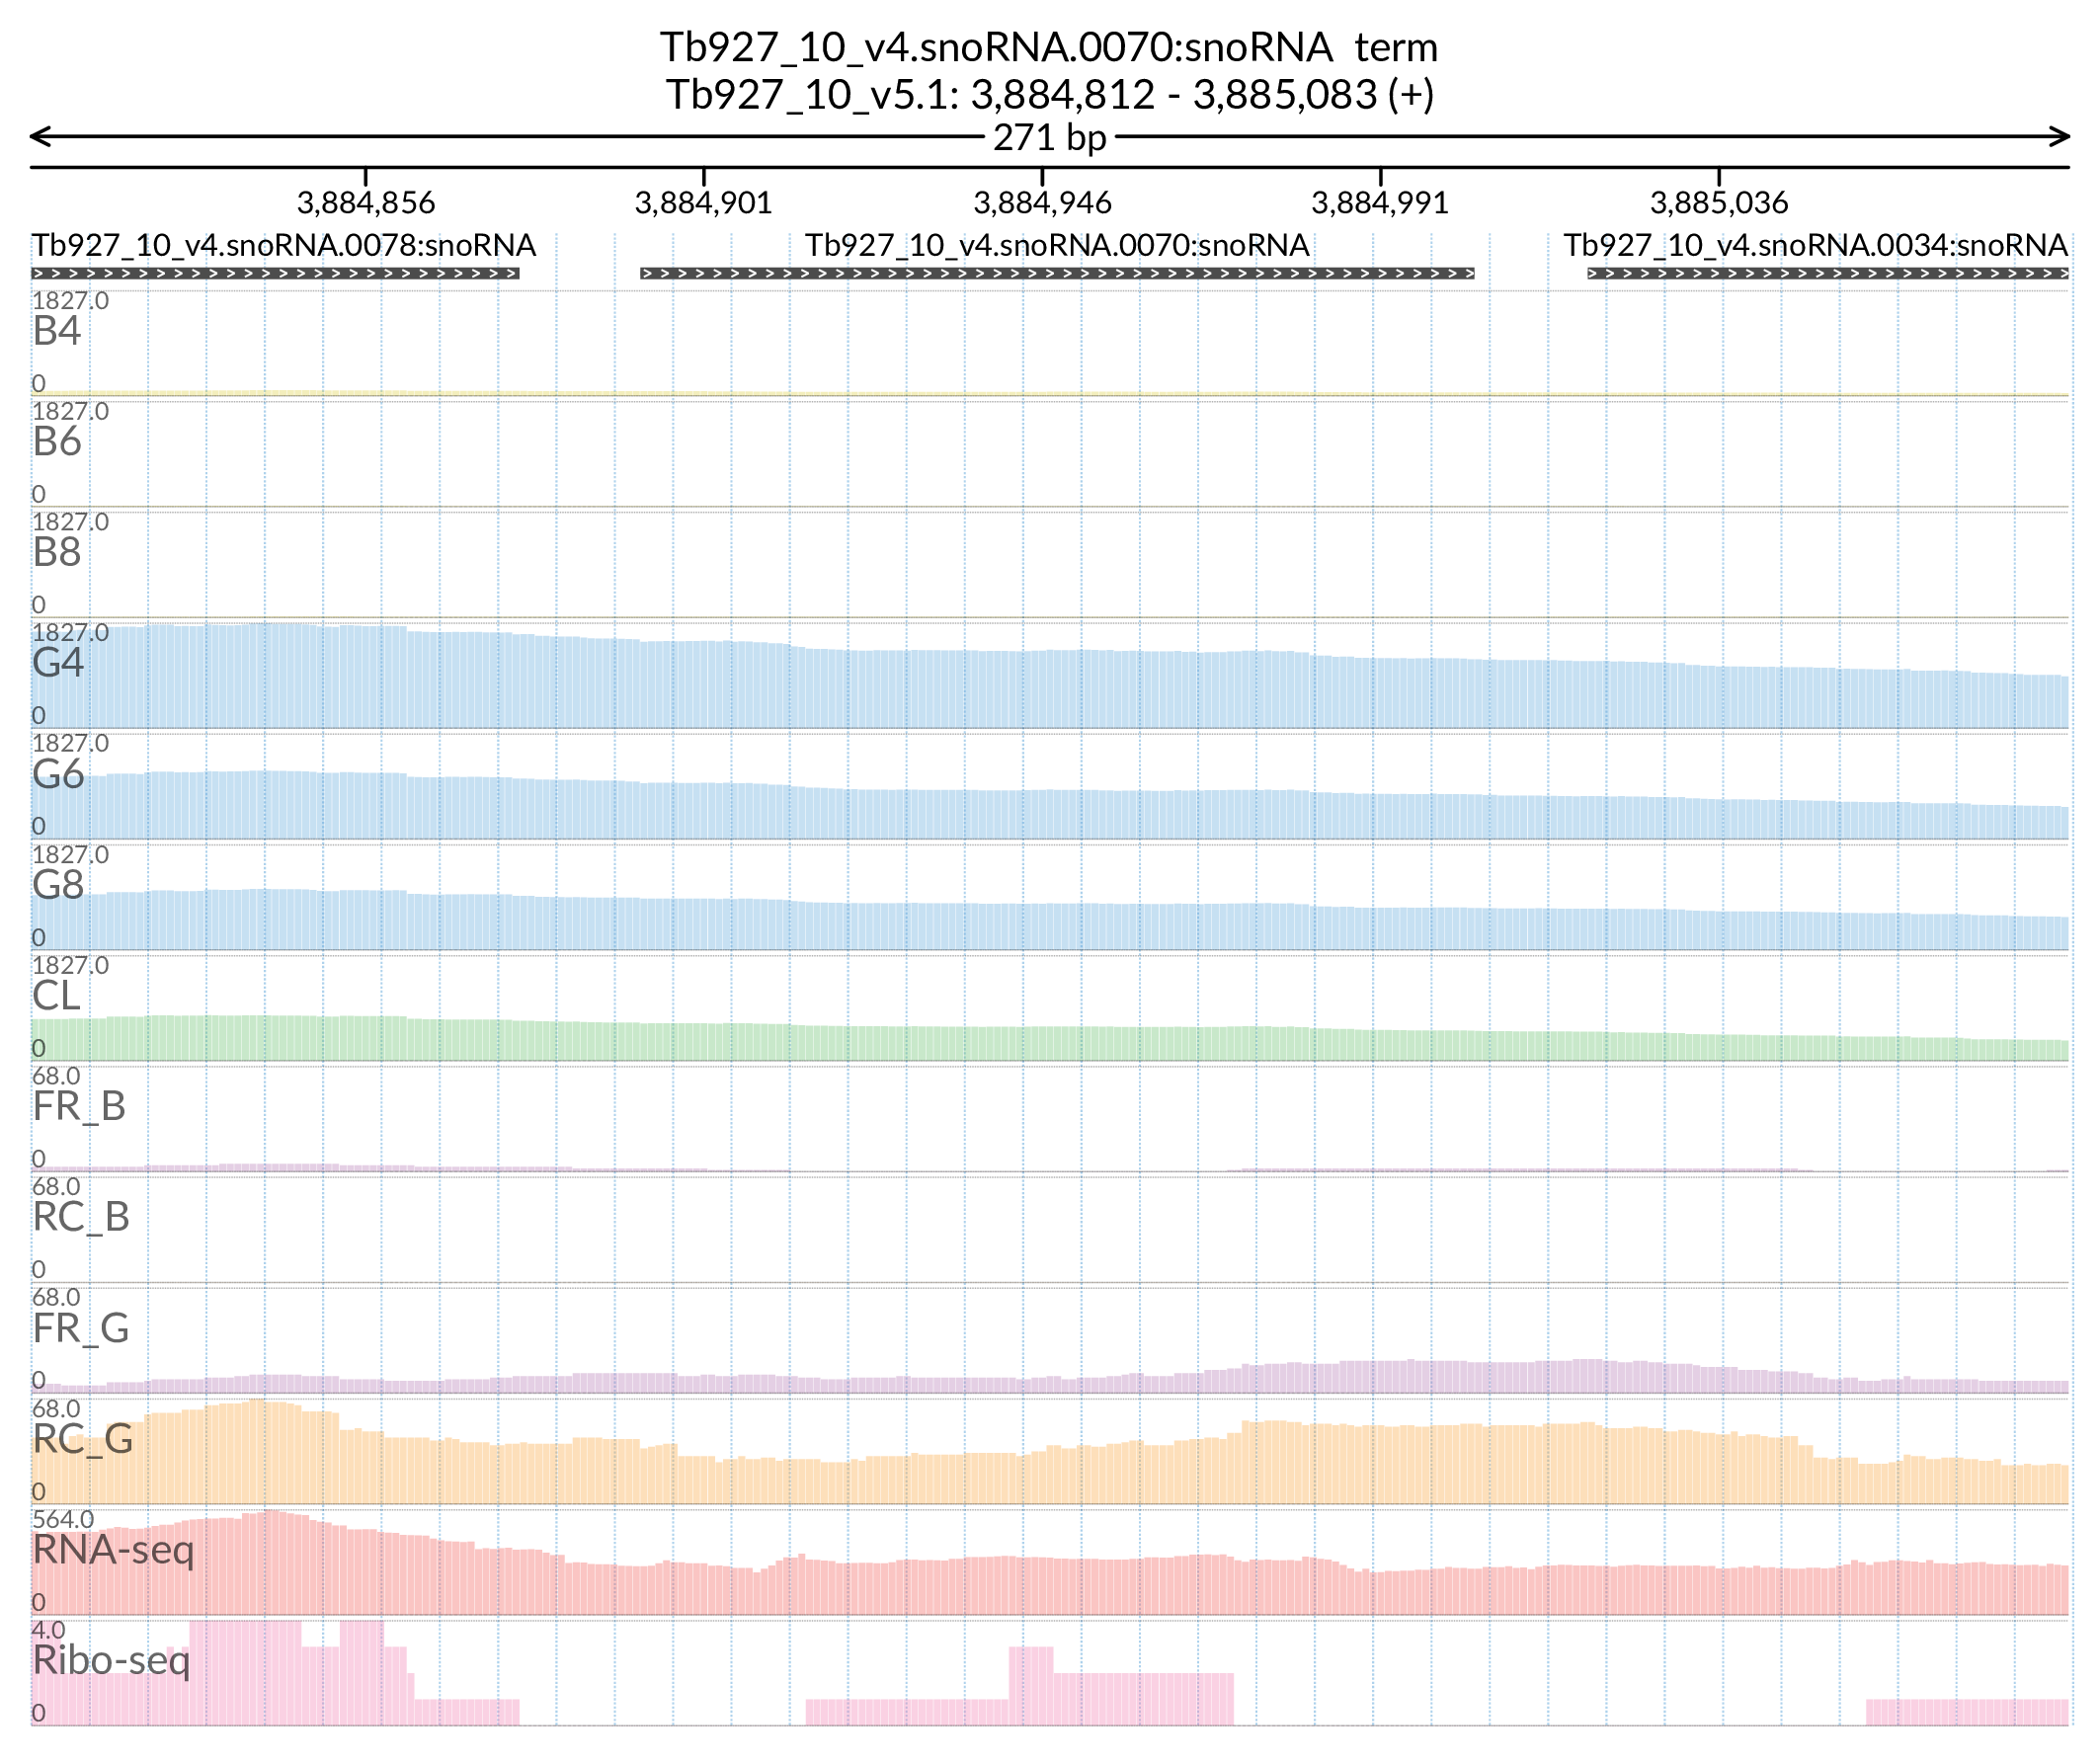 Tb927_10_v4.snoRNA.0070:snoRNA term
Tb927_10_v5.1: 3,884,812 - 3,885,083 (+)
271 bp
3,884,856 3,884,901 3,884,946 3,884,991 3,885,036
Tb927_10_v4.snoRNA.0078:snoRNA Tb927_10_v4.snoRNA.0070:snoRNA Tb927_10_v4.snoRNA.0034:snoRNA
1827.0
B4
0
1827.0
B6
0
1827.0
B8
0
1827.0
G4
0
1827.0
G6
0
1827.0
G8
0
1827.0
CL
0
68.0
FR_B
0
68.0
RC_B
0
68.0
FR_G
0
68.0
RC_G
0
564.0
RNA-seq
0
4.0
Ribo-seq
0